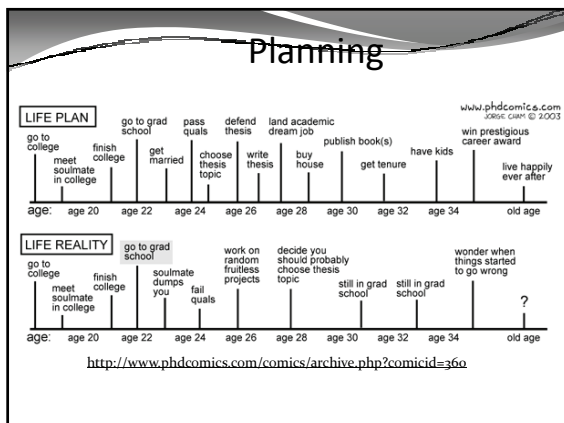 Planning
www.phdcomics.com
JORGE CHAM © 2003
LIFE PLAN
go to
college
meet
soulmate
in college
finish
college
go to grad
school
get
married
pass
quals
choose
thesis
topic
defend
thesis
write
thesis
land academic
dream job
buy
house
publish book(s)
get tenure
have kids
win prestigious
career award
live happily
ever after
age: age 20 age 22 age 24 age 26 age 28 age 30 age 32 age 34 old age
LIFE REALITY
go to
college
meet
soulmate
in college
finish
college
go to grad
school
soulmate
dumps
you
fail
quals
work on
random
fruitless
projects
decide you
should probably
choose thesis
topic
still in grad
school
still in grad
school
wonder when
things started
to go wrong
?
age: age 20 age 22 age 24 age 26 age 28 age 30 age 32 age 34 old age
http://www.phdcomics.com/comics/archive.php?comicid=360